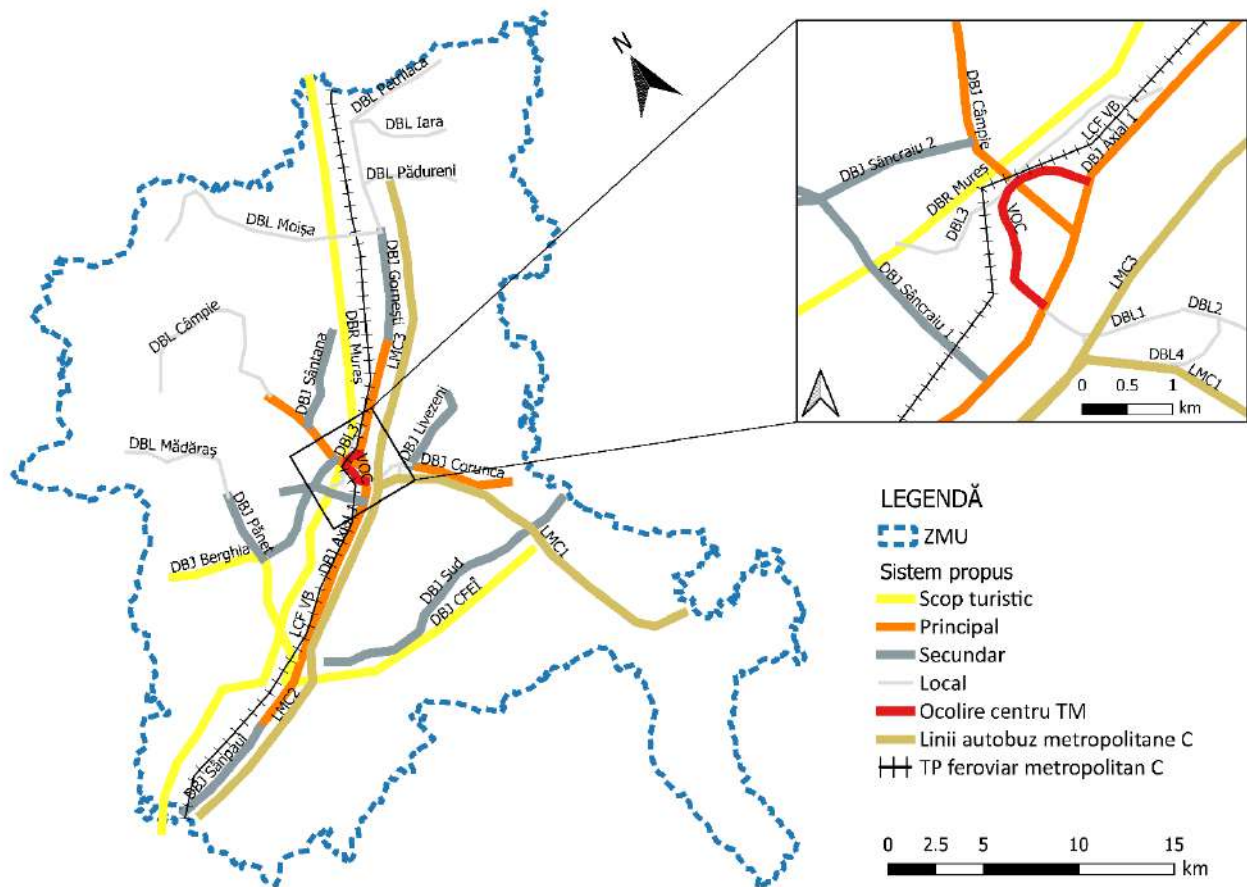 N
DBL Petrilaca
DBL Iara
DBL Pădureni
DBL Moișa
DBJ Gornești
DBL Câmpie
DBR Mureș
LMC3
DBJ Sântana
DBJ Livezeni
DBL3
VOC
DBL Mădăraș
DBJ Corunca
DBJ Pănet
DBJ Axial 1
LMC1
DBJ Berghia
DBJ Sud
DBJ CFEÎ
LCF VB
LMC2
DBJ Sânpaul
DBJ Câmpie
LCF VB
DBJ Axial 1
DBJ Sâncraiu 2
DBR Mureș
DBL3
VOC
LMC3
DBJ Sâncraiu 1
DBL1
DBL2
DBL4
LMC1
0 0.5 1
km
LEGENDĂ
ZMU
Sistem propus
Scop turistic
Principal
Secundar
Local
Ocolire centru TM
Linii autobuz metropolitane C
TP feroviar metropolitan C
0 2.5 5 10 15
km